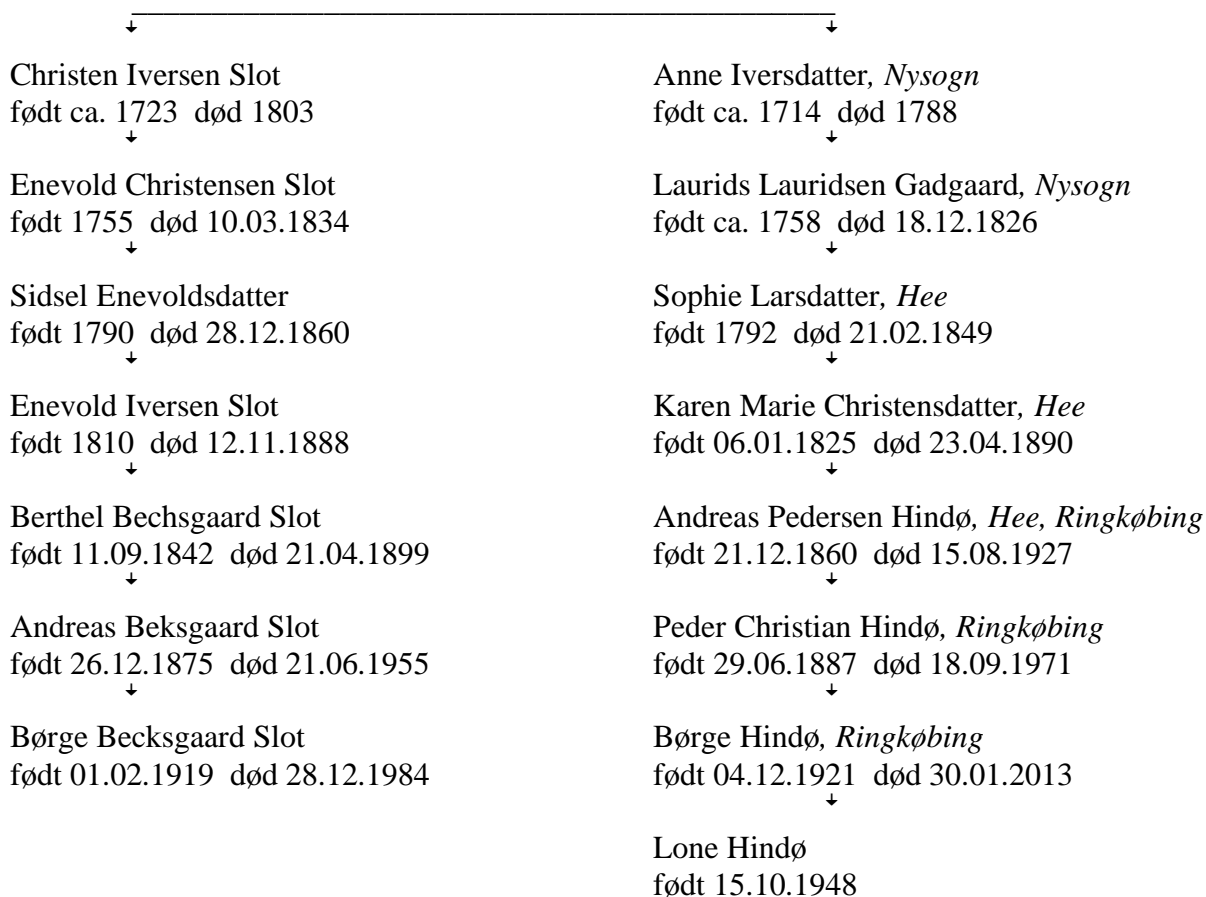 Christen Iversen Slot
født ca. 1723 død 1803
Enevold Christensen Slot
født 1755 død 10.03.1834
Sidsel Enevoldsdatter
født 1790 død 28.12.1860
Enevold Iversen Slot
født 1810 død 12.11.1888
Berthel Bechsgaard Slot
født 11.09.1842 død 21.04.1899
Andreas Beksgaard Slot
født 26.12.1875 død 21.06.1955
Børge Becksgaard Slot
født 01.02.1919 død 28.12.1984
Anne Iversdatter, Nysogn
født ca. 1714 død 1788
Laurids Lauridsen Gadgaard, Nysogn
født ca. 1758 død 18.12.1826
Sophie Larsdatter, Hee
født 1792 død 21.02.1849
Karen Marie Christensdatter, Hee
født 06.01.1825 død 23.04.1890
Andreas Pedersen Hindø, Hee, Ringkøbing
født 21.12.1860 død 15.08.1927
Peder Christian Hindø, Ringkøbing
født 29.06.1887 død 18.09.1971
Børge Hindø, Ringkøbing
født 04.12.1921 død 30.01.2013
Lone Hindø
født 15.10.1948